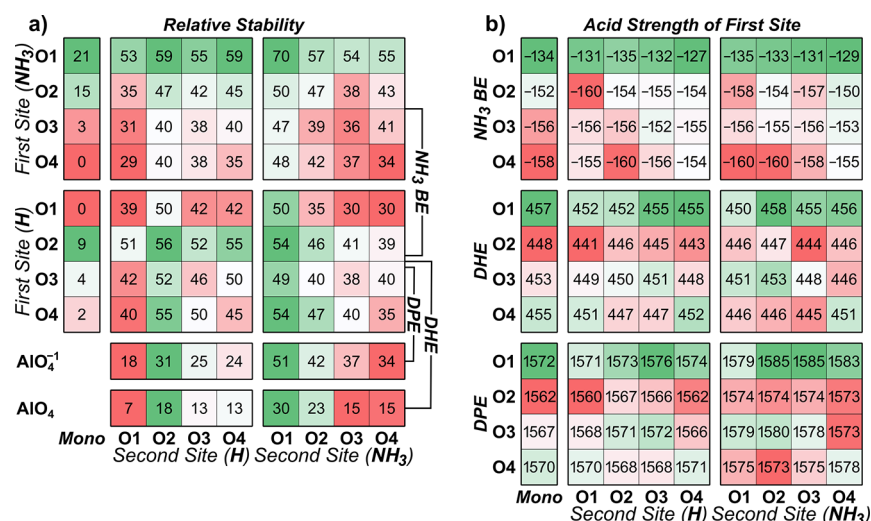 a) Relative Stability
First Site (NH3)
O1 21 53 59 55 59 70 57 54 55
O2 15 35 47 42 45 50 47 38 43
O3 3 31 40 38 40 47 39 36 41
O4 0 29 40 38 35 48 42 37 34
NH3 BE
First Site (H)
O1 0 39 50 42 42 50 35 30 30
O2 9 51 56 52 55 54 46 41 39
O3 4 42 52 46 50 49 40 38 40
O4 2 40 55 50 45 54 47 40 35
DPE
DHE
AlO4−1 18 31 25 24 51 42 37 34
AlO4 7 18 13 13 30 23 15 15
Mono O1 O2 O3 O4 O1 O2 O3 O4
Second Site (H) Second Site (NH3)
b) Acid Strength of First Site
NH3 BE
O1 −134 −131 −135 −132 −127 −135 −133 −131 −129
O2 −152 −160 −154 −155 −154 −158 −154 −157 −150
O3 −156 −156 −156 −152 −155 −156 −155 −156 −153
O4 −158 −155 −160 −156 −154 −160 −160 −158 −155
DHE
O1 457 452 452 455 455 450 458 455 456
O2 448 441 446 445 443 446 447 444 446
O3 453 449 450 451 448 451 453 448 446
O4 455 451 447 447 452 446 446 445 451
DPE
O1 1572 1571 1573 1576 1574 1579 1585 1585 1583
O2 1562 1560 1567 1566 1562 1574 1574 1574 1573
O3 1567 1568 1571 1572 1566 1579 1580 1578 1573
O4 1570 1570 1568 1568 1571 1575 1573 1575 1578
Mono O1 O2 O3 O4 O1 O2 O3 O4
Second Site (H) Second Site (NH3)